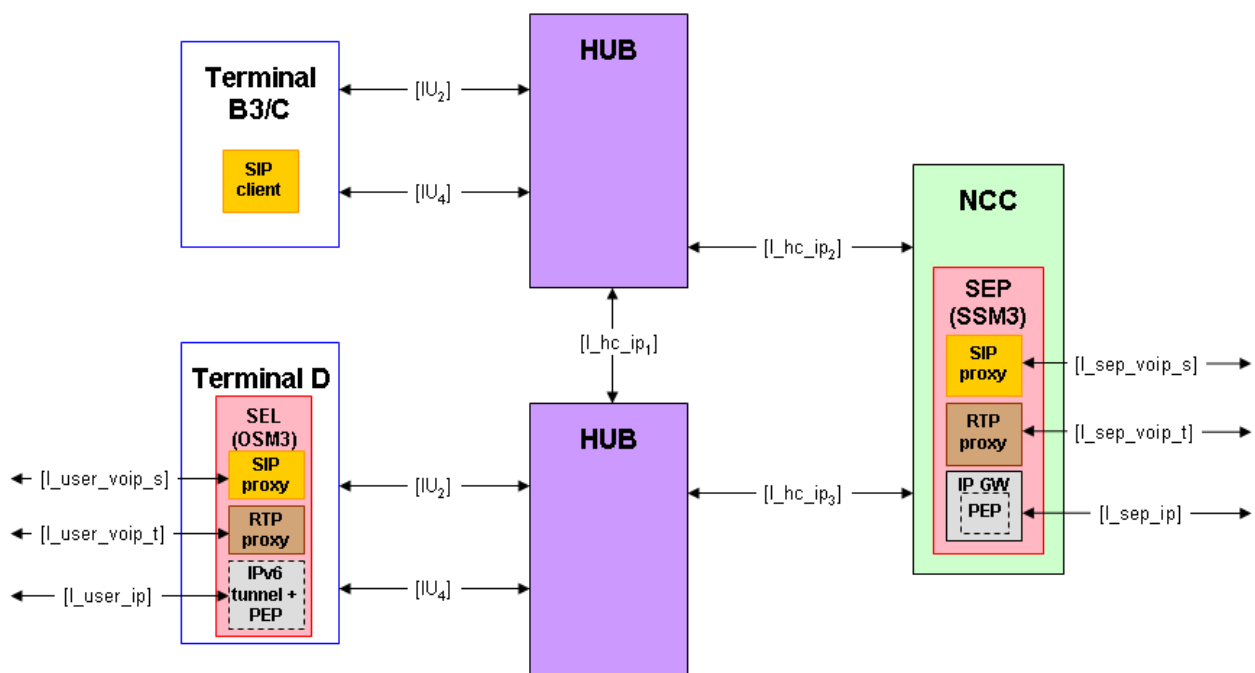 HUB
Terminal
B3/C
SIP
client
[IU2]
[IU4]
NCC
[I_hc_ip2]
SEP
(SSM3)
SIP
proxy
[I_sep_voip_s]
RTP
proxy
[I_sep_voip_t]
IP GW
PEP
[I_sep_ip]
[I_hc_ip1]
Terminal D
SEL
(OSM3)
SIP
proxy
[I_user_voip_s]
RTP
proxy
[I_user_voip_t]
IPv6
tunnel +
PEP
[I_user_ip]
[IU2]
[IU4]
HUB
[I_hc_ip3]